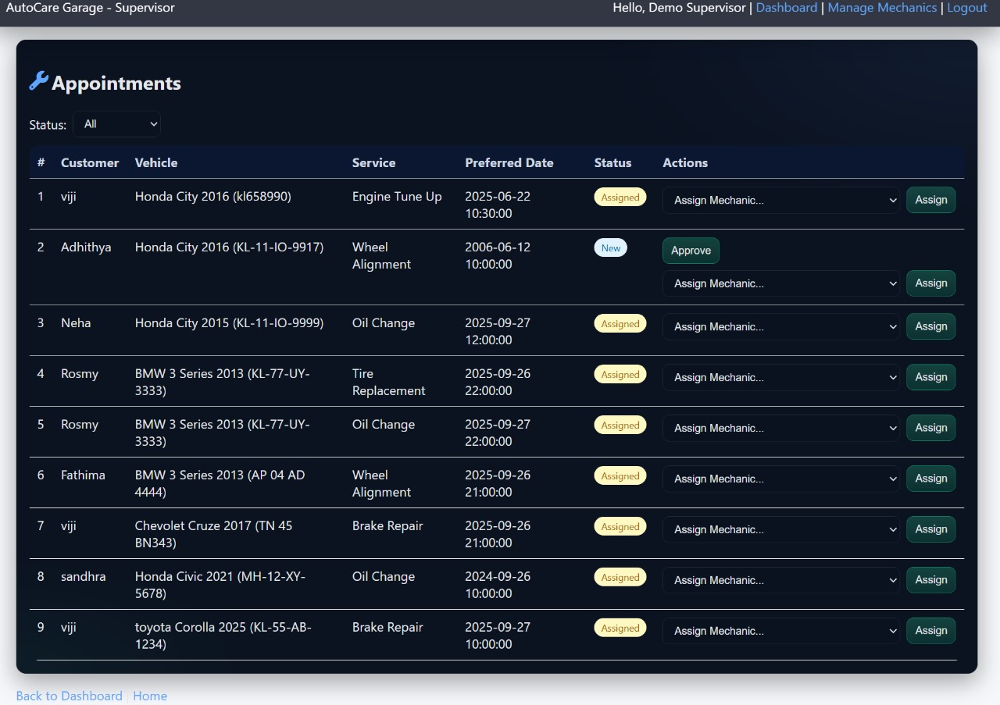 AutoCare Garage - Supervisor
Hello, Demo Supervisor | Dashboard | Manage Mechanics | Logout
Appointments
Status: All
# Customer Vehicle Service Preferred Date Status Actions
1 viji Honda City 2016 (kl658990) Engine Tune Up 2025-06-22 Assigned Assign Mechanic... Assign
10:30:00
2 Adhithya Honda City 2016 (KL-11-IO-9917) Wheel 2006-06-12 New Approve
Alignment 10:00:00
Assign Mechanic... Assign
3 Neha Honda City 2015 (KL-11-IO-9999) Oil Change 2025-09-27 Assigned Assign Mechanic... Assign
12:00:00
4 Rosmy BMW 3 Series 2013 (KL-77-UY- Tire 2025-09-26 Assigned Assign Mechanic... Assign
3333) Replacement 22:00:00
5 Rosmy BMW 3 Series 2013 (KL-77-UY- Oil Change 2025-09-27 Assigned Assign Mechanic... Assign
3333) 22:00:00
6 Fathima BMW 3 Series 2013 (AP 04 AD Wheel 2025-09-26 Assigned Assign Mechanic... Assign
4444) Alignment 21:00:00
7 viji Chevolet Cruze 2017 (TN 45 Brake Repair 2025-09-26 Assigned Assign Mechanic... Assign
BN343) 21:00:00
8 sandhra Honda Civic 2021 (MH-12-XY- Oil Change 2024-09-26 Assigned Assign Mechanic... Assign
5678) 10:00:00
9 viji toyota Corolla 2025 (KL-55-AB- Brake Repair 2025-09-27 Assigned Assign Mechanic... Assign
1234) 10:00:00
Back to Dashboard | Home